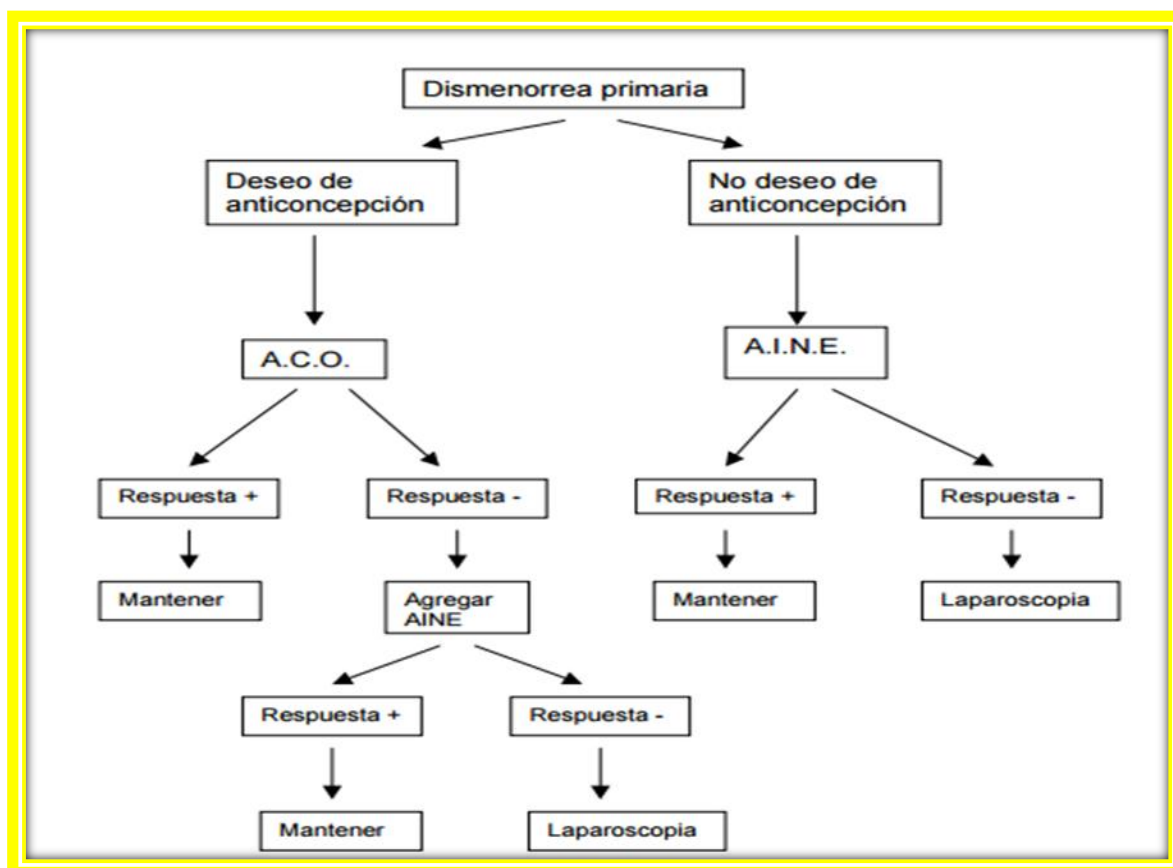 Dismenorrea primaria
Deseo de
anticoncepción
No deseo de
anticoncepción
A.C.O.
A.I.N.E.
Respuesta +
Respuesta -
Respuesta +
Respuesta -
Mantener
Agregar
AINE
Mantener
Laparoscopia
Respuesta +
Respuesta -
Mantener
Laparoscopia